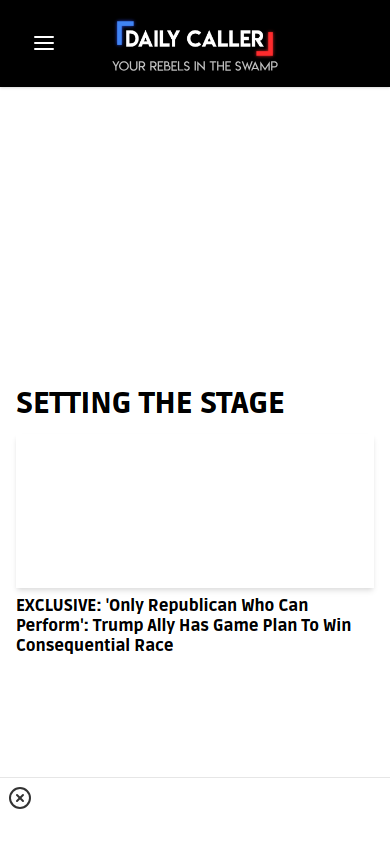 DAILY CALLER
YOUR REBELS IN THE SWAMP
SETTING THE STAGE
EXCLUSIVE: 'Only Republican Who Can
Perform': Trump Ally Has Game Plan To Win
Consequential Race